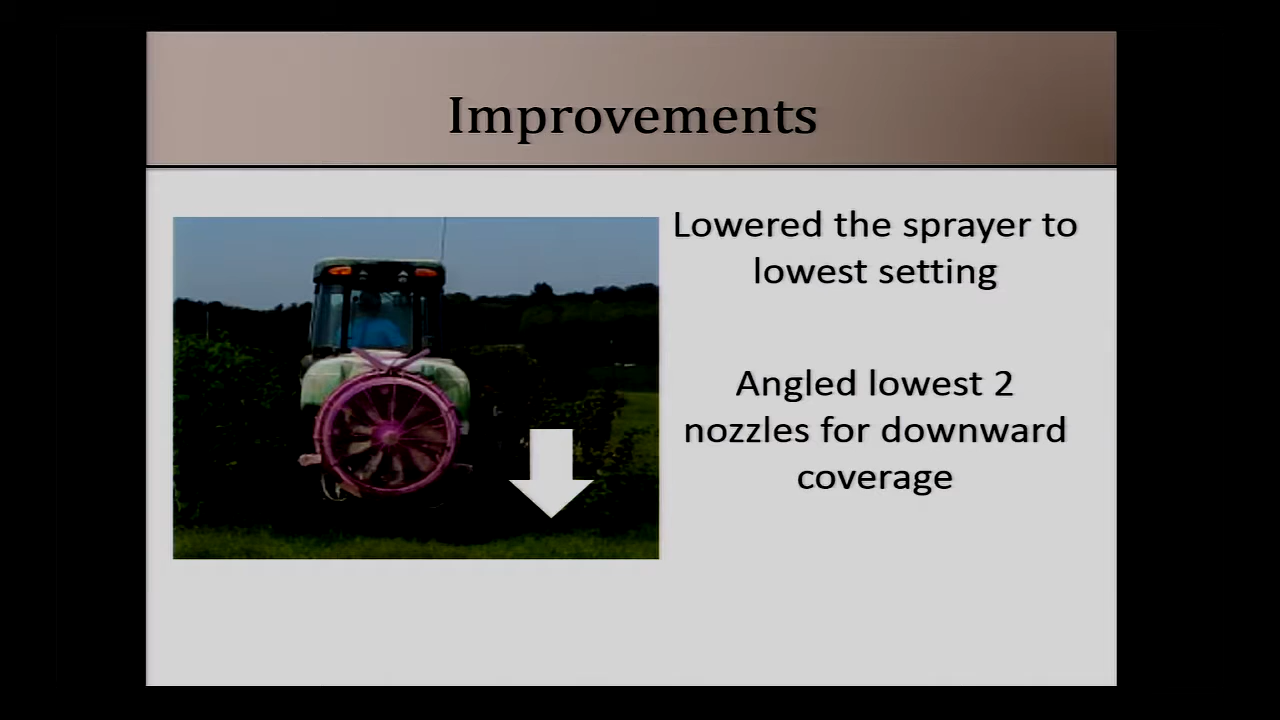 Improvements
Lowered the sprayer to
lowest setting
Angled lowest 2
nozzles for downward
coverage